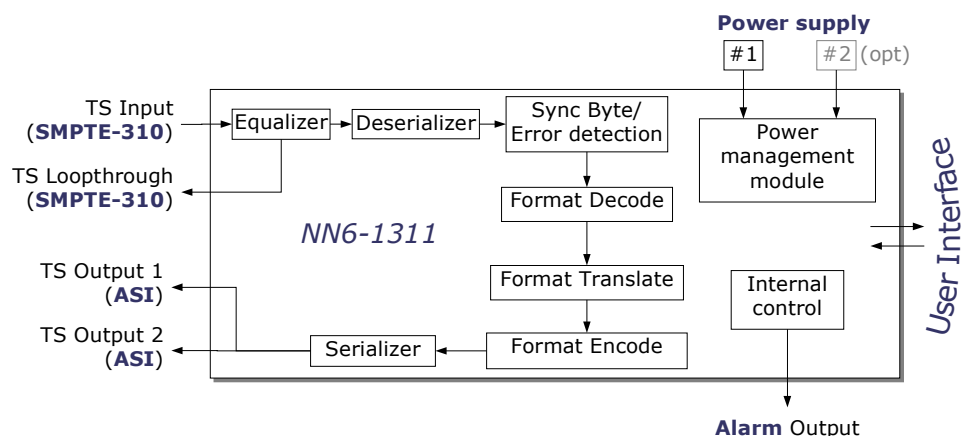 Power supply
#1
#2 (opt)
TS Input
(SMPTE-310)
Equalizer
Deserializer
Sync Byte/
Error detection
Power
management
module
TS Loopthrough
(SMPTE-310)
Format Decode
NN6-1311
User Interface
TS Output 1
(ASI)
Format Translate
Internal
control
TS Output 2
(ASI)
Serializer
Format Encode
Alarm Output